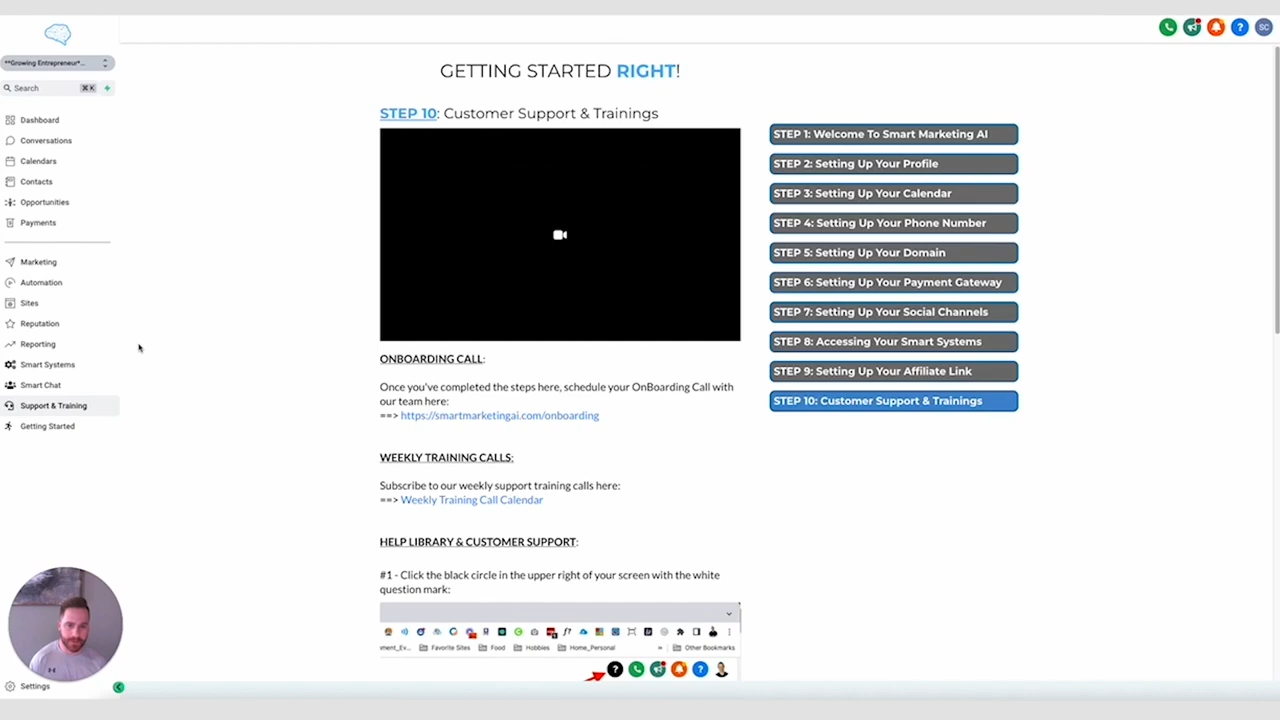 **Growing Entrepreneur*...
Search ⌘K
Dashboard
Conversations
Calendars
Contacts
Opportunities
Payments
Marketing
Automation
Sites
Reputation
Reporting
Smart Systems
Smart Chat
Support & Training
Getting Started
Settings
SC
GETTING STARTED RIGHT!
STEP 10: Customer Support & Trainings
ONBOARDING CALL:
Once you've completed the steps here, schedule your OnBoarding Call with
our team here:
==> https://smartmarketingai.com/onboarding
WEEKLY TRAINING CALLS:
Subscribe to our weekly support training calls here:
==> Weekly Training Call Calendar
HELP LIBRARY & CUSTOMER SUPPORT:
#1 - Click the black circle in the upper right of your screen with the white
question mark:
ment_Ev... Favorite Sites Food Hobbies Home_Personal » Other Bookmarks
STEP 1: Welcome To Smart Marketing AI
STEP 2: Setting Up Your Profile
STEP 3: Setting Up Your Calendar
STEP 4: Setting Up Your Phone Number
STEP 5: Setting Up Your Domain
STEP 6: Setting Up Your Payment Gateway
STEP 7: Setting Up Your Social Channels
STEP 8: Accessing Your Smart Systems
STEP 9: Setting Up Your Affiliate Link
STEP 10: Customer Support & Trainings